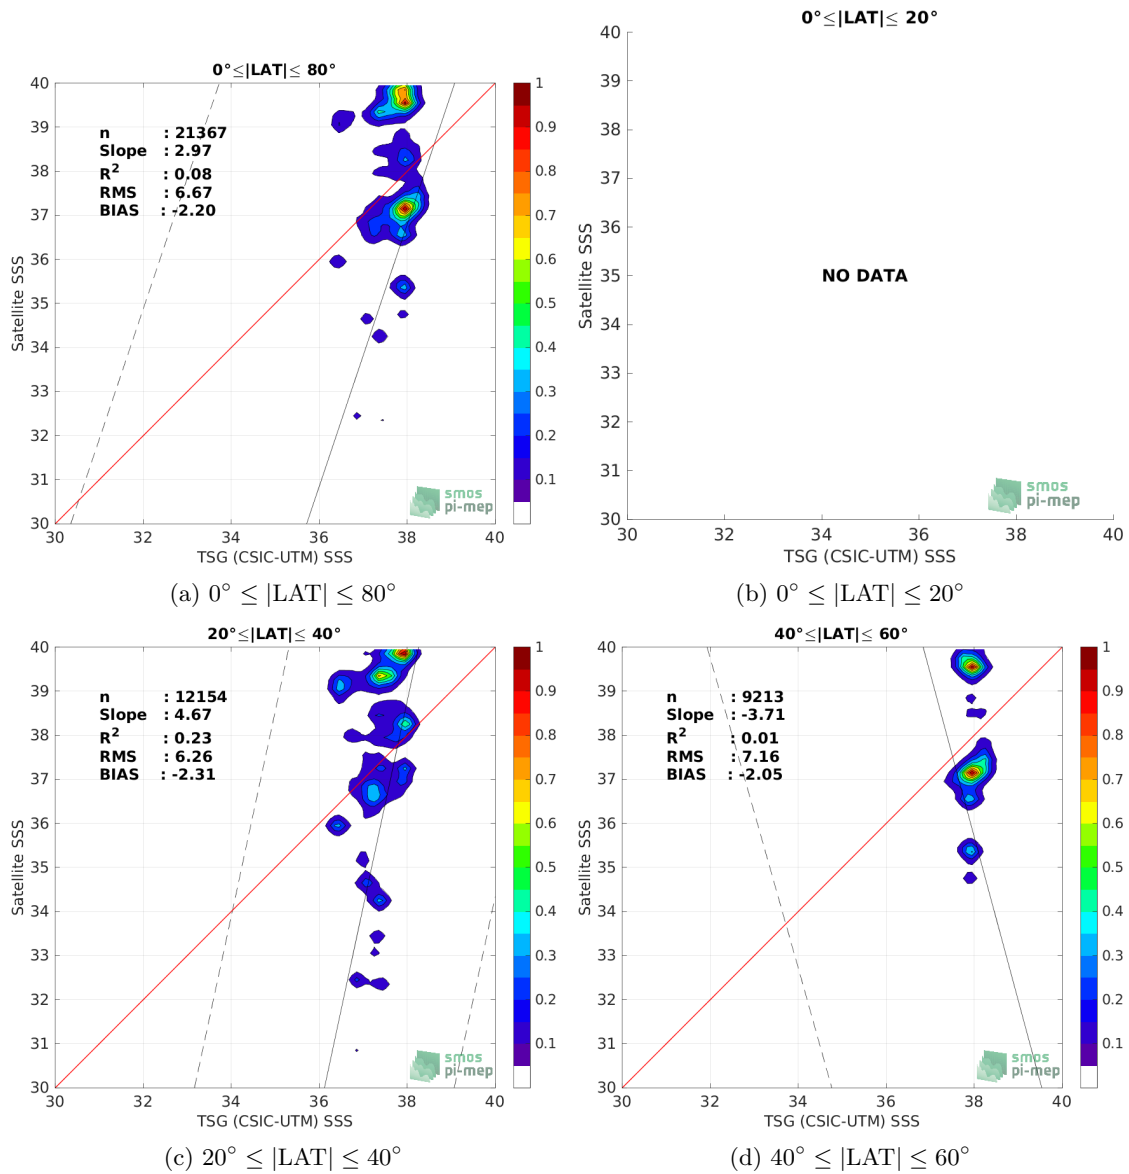 0°≤|LAT|≤ 80°
n : 21367
Slope : 2.97
R² : 0.08
RMS : 6.67
BIAS : -2.20
40
39
38
37
36
35
34
33
32
31
30
30 32 34 36 38 40
Satellite SSS
TSG (CSIC-UTM) SSS
1
0.9
0.8
0.7
0.6
0.5
0.4
0.3
0.2
0.1
smos
pi-mep
(a) 0° ≤ |LAT| ≤ 80°
0°≤|LAT|≤ 20°
40
39
38
37
36
35
34
33
32
31
30
30 32 34 36 38 40
Satellite SSS
NO DATA
TSG (CSIC-UTM) SSS
smos
pi-mep
(b) 0° ≤ |LAT| ≤ 20°
20°≤|LAT|≤ 40°
n : 12154
Slope : 4.67
R² : 0.23
RMS : 6.26
BIAS : -2.31
40
39
38
37
36
35
34
33
32
31
30
30 32 34 36 38 40
Satellite SSS
TSG (CSIC-UTM) SSS
1
0.9
0.8
0.7
0.6
0.5
0.4
0.3
0.2
0.1
smos
pi-mep
(c) 20° ≤ |LAT| ≤ 40°
40°≤|LAT|≤ 60°
n : 9213
Slope : -3.71
R² : 0.01
RMS : 7.16
BIAS : -2.05
40
39
38
37
36
35
34
33
32
31
30
30 32 34 36 38 40
Satellite SSS
TSG (CSIC-UTM) SSS
1
0.9
0.8
0.7
0.6
0.5
0.4
0.3
0.2
0.1
smos
pi-mep
(d) 40° ≤ |LAT| ≤ 60°